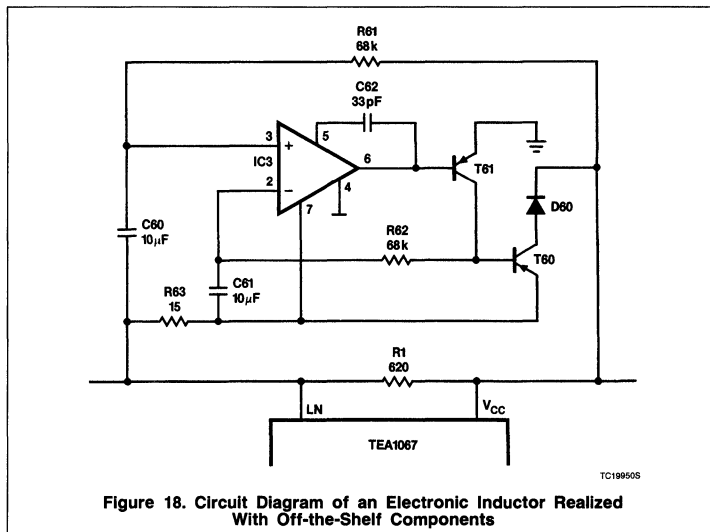 R61
68k
C62
33pF
3
+
5
IC3
6
2
−
4
7
T61
D60
C60
10μF
R62
68k
T60
C61
10μF
R63
15
R1
620
LN
VCC
TEA1067
TC19950S
Figure 18. Circuit Diagram of an Electronic Inductor Realized
With Off-the-Shelf Components